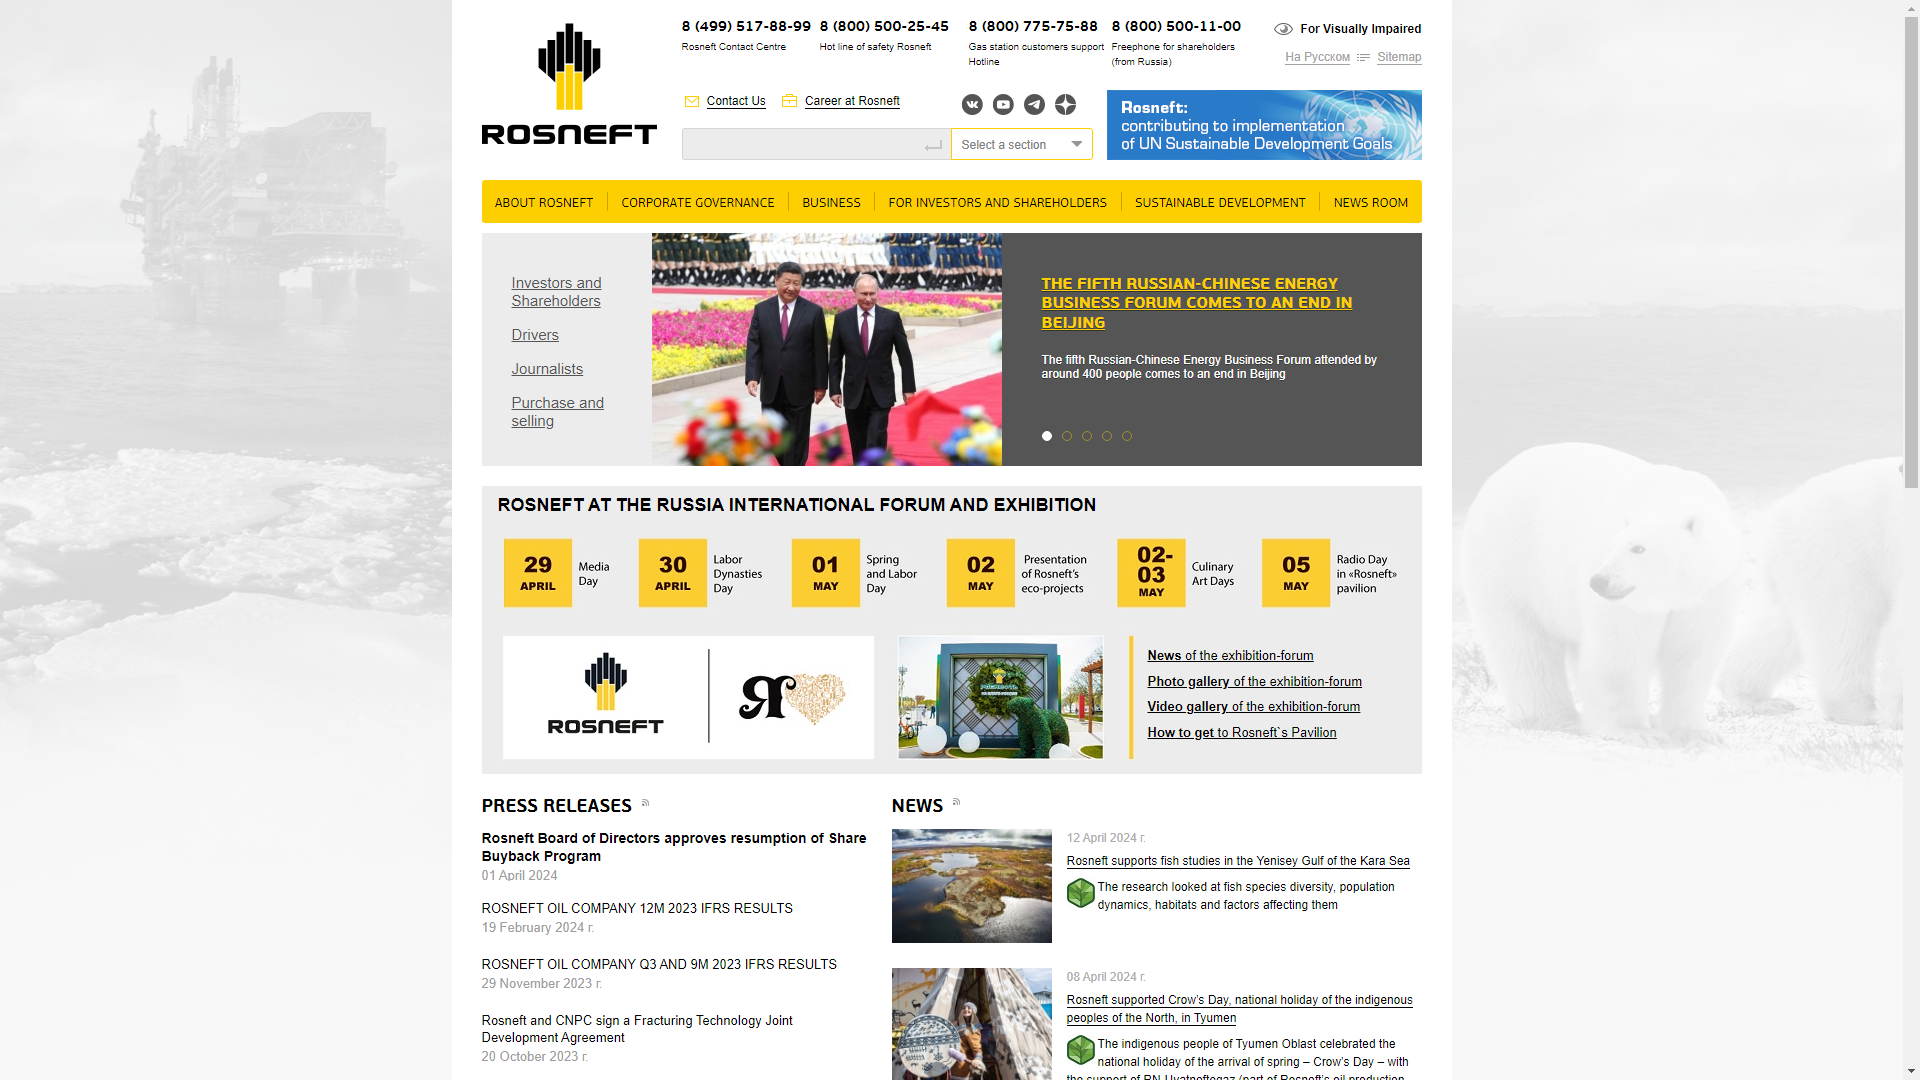 8 (499) 517-88-99
Rosneft Contact Centre
8 (800) 500-25-45
Hot line of safety Rosneft
8 (800) 775-75-88
Gas station customers support
Hotline
8 (800) 500-11-00
Freephone for shareholders
(from Russia)
For Visually Impaired
На Русском
Sitemap
ROSNEFT
Contact Us
Career at Rosneft
Select a section
Rosneft:
contributing to implementation
of UN Sustainable Development Goals
ABOUT ROSNEFT
CORPORATE GOVERNANCE
BUSINESS
FOR INVESTORS AND SHAREHOLDERS
SUSTAINABLE DEVELOPMENT
NEWS ROOM
Investors and
Shareholders
Drivers
Journalists
Purchase and
selling
THE FIFTH RUSSIAN-CHINESE ENERGY
BUSINESS FORUM COMES TO AN END IN
BEIJING
The fifth Russian-Chinese Energy Business Forum attended by
around 400 people comes to an end in Beijing
ROSNEFT AT THE RUSSIA INTERNATIONAL FORUM AND EXHIBITION
29
APRIL
Media
Day
30
APRIL
Labor
Dynasties
Day
01
MAY
Spring
and Labor
Day
02
MAY
Presentation
of Rosneft's
eco-projects
02-
03
MAY
Culinary
Art Days
05
MAY
Radio Day
in «Rosneft»
pavilion
ROSNEFT
Я
News of the exhibition-forum
Photo gallery of the exhibition-forum
Video gallery of the exhibition-forum
How to get to Rosneft`s Pavilion
PRESS RELEASES
Rosneft Board of Directors approves resumption of Share
Buyback Program
01 April 2024
ROSNEFT OIL COMPANY 12M 2023 IFRS RESULTS
19 February 2024 г.
ROSNEFT OIL COMPANY Q3 AND 9M 2023 IFRS RESULTS
29 November 2023 г.
Rosneft and CNPC sign a Fracturing Technology Joint
Development Agreement
20 October 2023 г.
NEWS
12 April 2024 г.
Rosneft supports fish studies in the Yenisey Gulf of the Kara Sea
The research looked at fish species diversity, population
dynamics, habitats and factors affecting them
08 April 2024 г.
Rosneft supported Crow's Day, national holiday of the indigenous
peoples of the North, in Tyumen
The indigenous people of Tyumen Oblast celebrated the
national holiday of the arrival of spring – Crow's Day – with
the support of RN-Uvatneftegaz (part of Rosneft's oil production